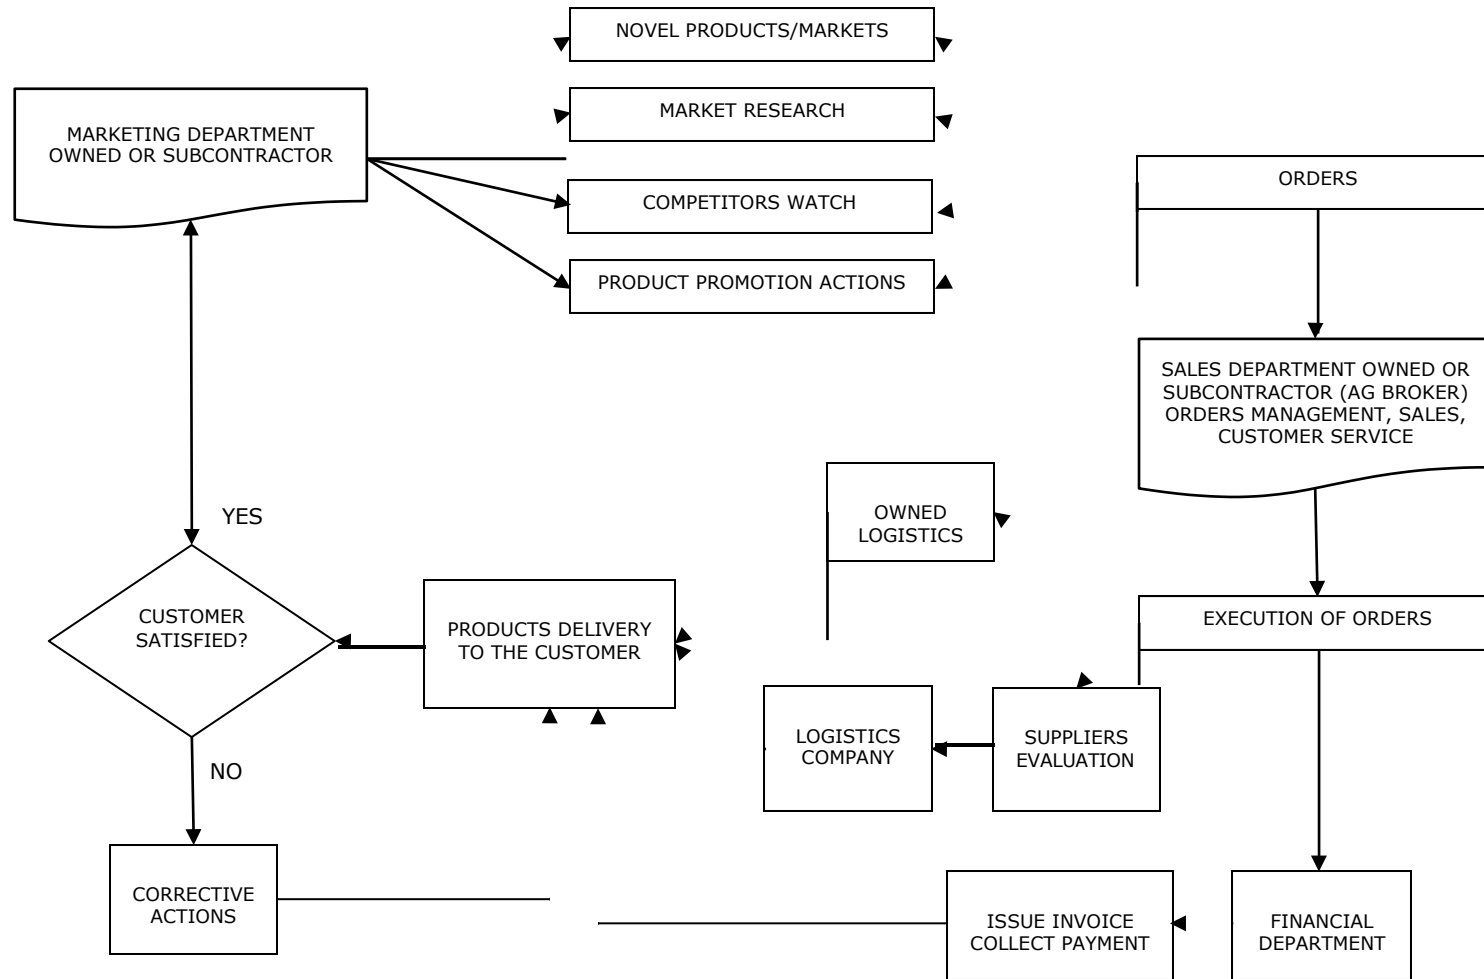 NOVEL PRODUCTS/MARKETS
MARKET RESEARCH
MARKETING DEPARTMENT
OWNED OR SUBCONTRACTOR
COMPETITORS WATCH
PRODUCT PROMOTION ACTIONS
ORDERS
SALES DEPARTMENT OWNED OR
SUBCONTRACTOR (AG BROKER)
ORDERS MANAGEMENT, SALES,
CUSTOMER SERVICE
OWNED
LOGISTICS
YES
CUSTOMER
SATISFIED?
PRODUCTS DELIVERY
TO THE CUSTOMER
EXECUTION OF ORDERS
LOGISTICS
COMPANY
SUPPLIERS
EVALUATION
NO
CORRECTIVE
ACTIONS
ISSUE INVOICE
COLLECT PAYMENT
FINANCIAL
DEPARTMENT